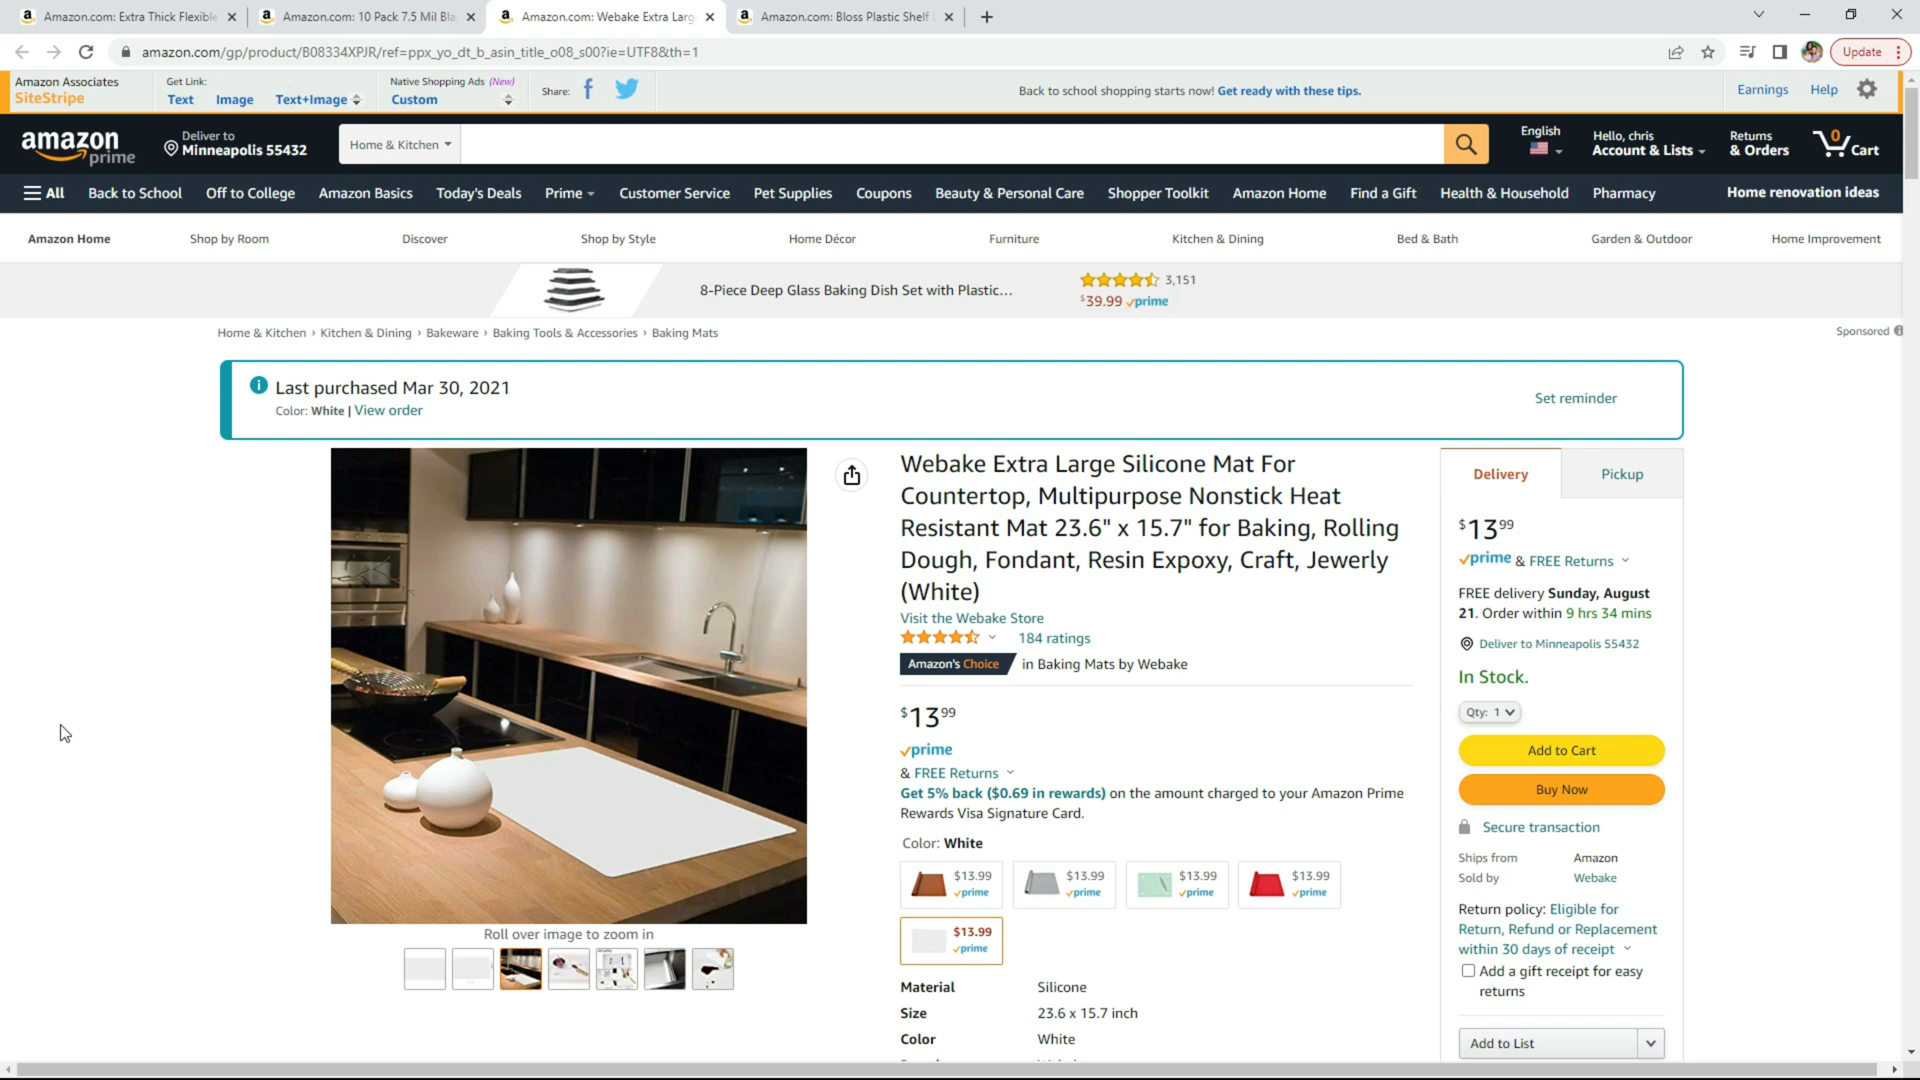 Amazon.com: Extra Thick Flexible
Amazon.com: 10 Pack 7.5 Mil Bla
Amazon.com: Webake Extra Larg
Amazon.com: Bloss Plastic Shelf
amazon.com/gp/product/B08334XPJR/ref=ppx_yo_dt_b_asin_title_o08_s00?ie=UTF8&th=1
Update
Amazon Associates
SiteStripe
Get Link:
Text
Image
Text+Image
Native Shopping Ads (New)
Custom
Share:
Back to school shopping starts now! Get ready with these tips.
Earnings
Help
amazon
prime
Deliver to
Minneapolis 55432
Home & Kitchen
English
Hello, chris
Account & Lists
Returns
& Orders
0
Cart
All
Back to School
Off to College
Amazon Basics
Today's Deals
Prime
Customer Service
Pet Supplies
Coupons
Beauty & Personal Care
Shopper Toolkit
Amazon Home
Find a Gift
Health & Household
Pharmacy
Home renovation ideas
Amazon Home
Shop by Room
Discover
Shop by Style
Home Décor
Furniture
Kitchen & Dining
Bed & Bath
Garden & Outdoor
Home Improvement
8-Piece Deep Glass Baking Dish Set with Plastic...
3,151
$39.99 prime
Home & Kitchen › Kitchen & Dining › Bakeware › Baking Tools & Accessories › Baking Mats
Sponsored
Last purchased Mar 30, 2021
Color: White | View order
Set reminder
Webake Extra Large Silicone Mat For
Countertop, Multipurpose Nonstick Heat
Resistant Mat 23.6" x 15.7" for Baking, Rolling
Dough, Fondant, Resin Expoxy, Craft, Jewerly
(White)
Visit the Webake Store
184 ratings
Amazon's Choice in Baking Mats by Webake
$13 99
prime
& FREE Returns
Get 5% back ($0.69 in rewards) on the amount charged to your Amazon Prime
Rewards Visa Signature Card.
Color: White
$13.99
prime
$13.99
prime
$13.99
prime
$13.99
prime
$13.99
prime
Material Silicone
Size 23.6 x 15.7 inch
Color White
Roll over image to zoom in
Delivery
Pickup
$13 99
prime & FREE Returns
FREE delivery Sunday, August
21. Order within 9 hrs 34 mins
Deliver to Minneapolis 55432
In Stock.
Qty: 1
Add to Cart
Buy Now
Secure transaction
Ships from Amazon
Sold by Webake
Return policy: Eligible for
Return, Refund or Replacement
within 30 days of receipt
Add a gift receipt for easy
returns
Add to List